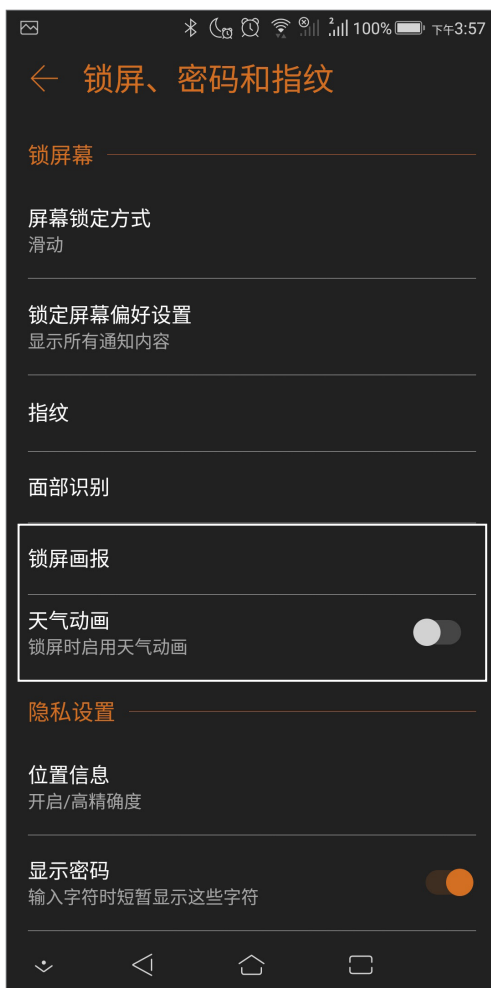 100% 下午3:57
锁屏、密码和指纹
锁屏幕
屏幕锁定方式
滑动
锁定屏幕偏好设置
显示所有通知内容
指纹
面部识别
锁屏画报
天气动画
锁屏时启用天气动画
隐私设置
位置信息
开启/高精确度
显示密码
输入字符时短暂显示这些字符